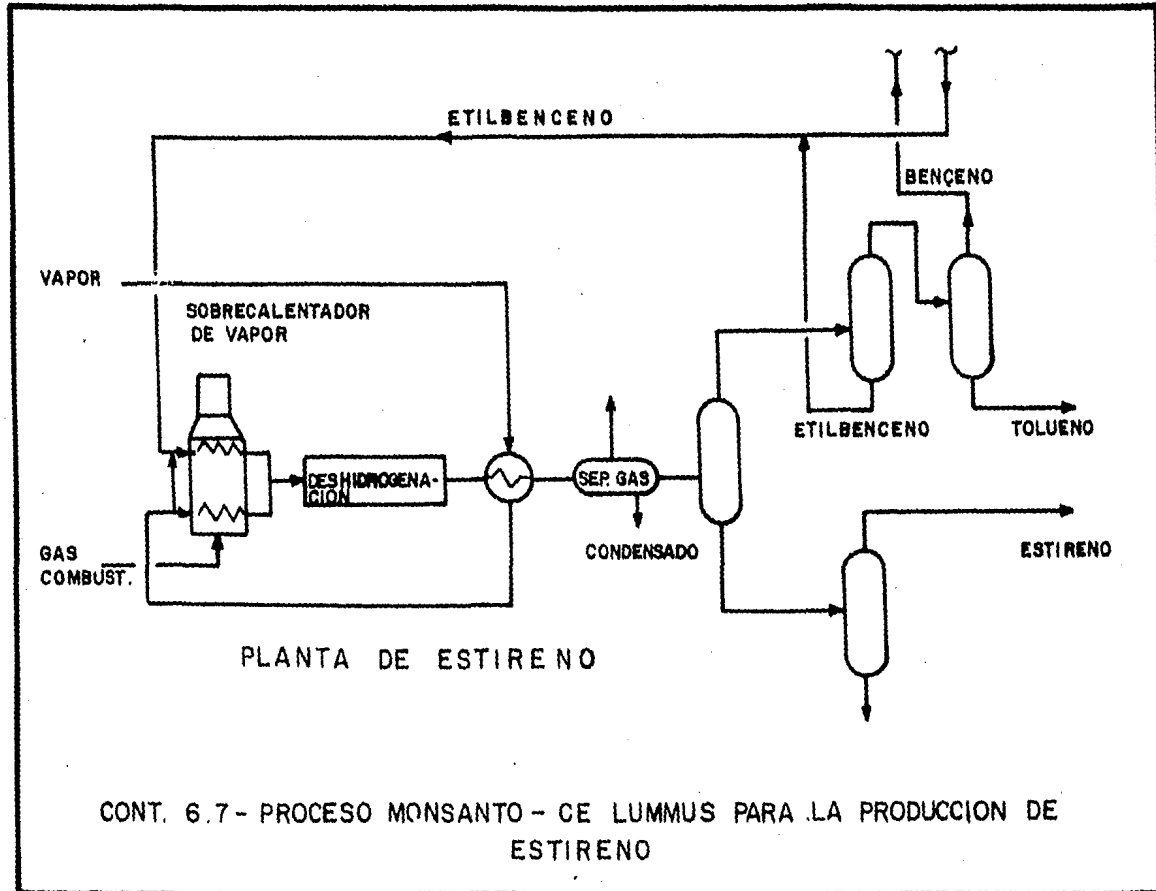 ETILBENCENO
BENÇENO
VAPOR
SOBRECALENTADOR
DE VAPOR
ETILBENCENO
TOLUENO
DESHIDROGENA-
CIÓN
SEP. GAS
CONDENSADO
ESTIRENO
GAS
COMBUST.
PLANTA DE ESTIRENO
CONT. 6.7- PROCESO MONSANTO - CE LUMMUS PARA LA PRODUCCION DE
ESTIRENO